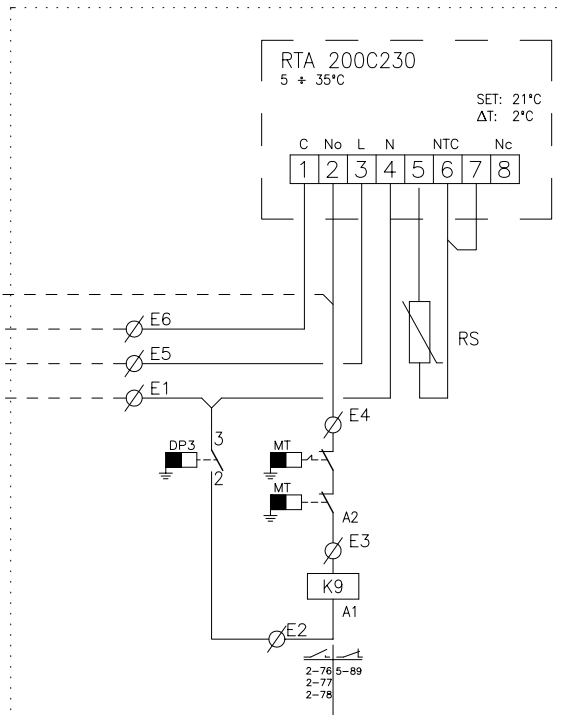 RTA 200C230
5 ÷ 35°C
SET: 21°C
ΔT: 2°C
C No L N NTC Nc
1 2 3 4 5 6 7 8
E6
E5
RS
E1
E4
DP3 3 MT
2
MT
A2
E3
K9
A1
E2
2-76 5-89
2-77
2-78